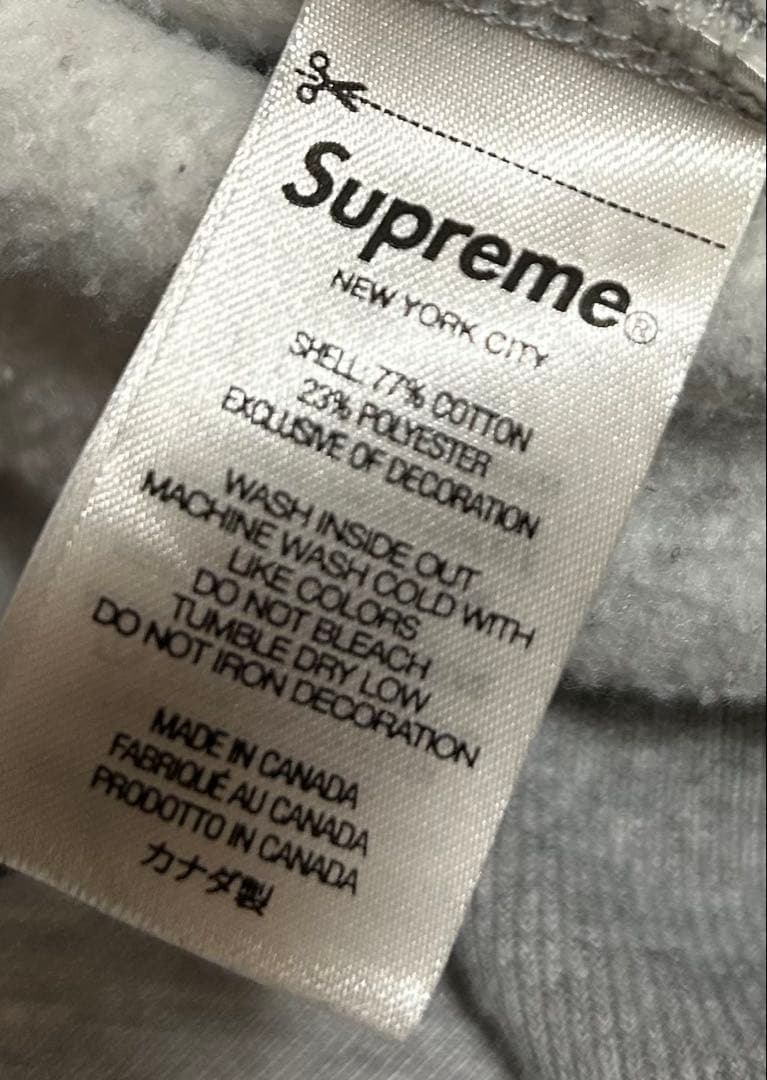 Supreme®
NEW YORK CITY
SHELL: 77% COTTON
23% POLYESTER
EXCLUSIVE OF DECORATION
WASH INSIDE OUT
MACHINE WASH COLD WITH
LIKE COLORS
DO NOT BLEACH
TUMBLE DRY LOW
DO NOT IRON DECORATION
MADE IN CANADA
FABRIQUÉ AU CANADA
PRODOTTO IN CANADA
カナダ製